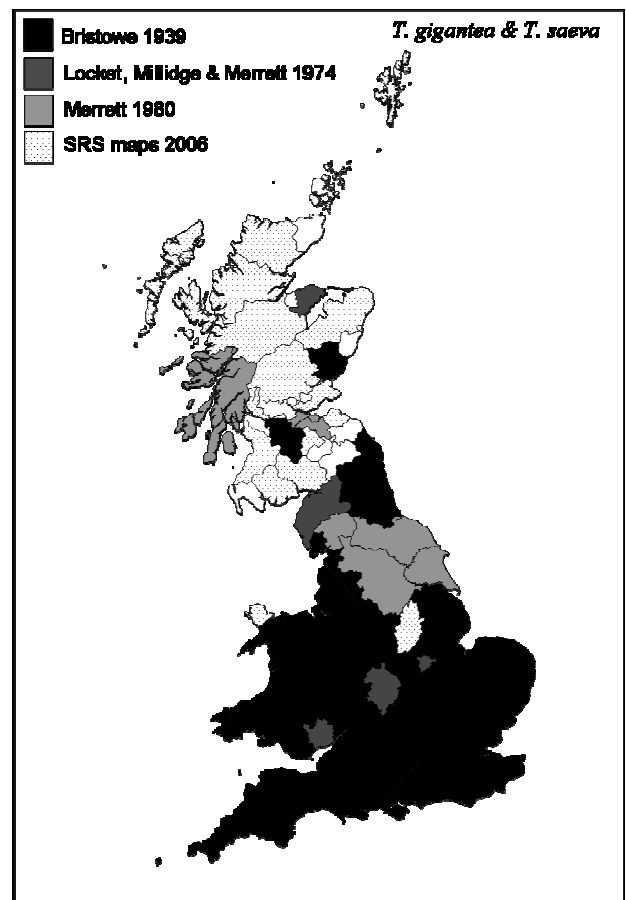 T. gigantea & T. saeva
Bristowe 1939
Locket, Millidge & Merrett 1974
Merrett 1980
SRS maps 2006